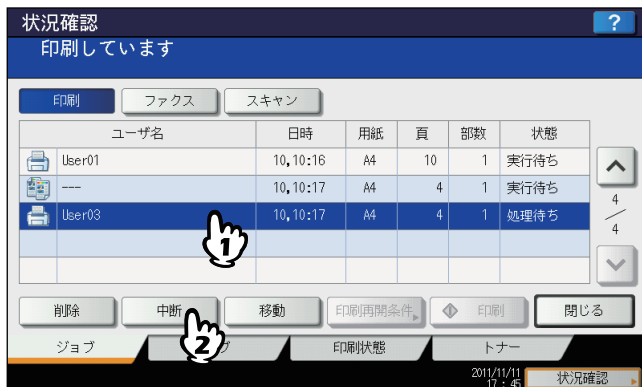 状況確認 ?
印刷しています
印刷 ファクス スキャン
ユーザ名 日時 用紙 頁 部数 状態
User01 10,10:16 A4 10 1 実行待ち
--- 10,10:17 A4 4 1 実行待ち
User03 10,10:17 A4 4 1 処理待ち
4
4
1
削除 中断 移動 印刷再開条件 印刷 閉じる
2
ジョブ グ 印刷状態 トナー
2011/11/11
17:45 状況確認